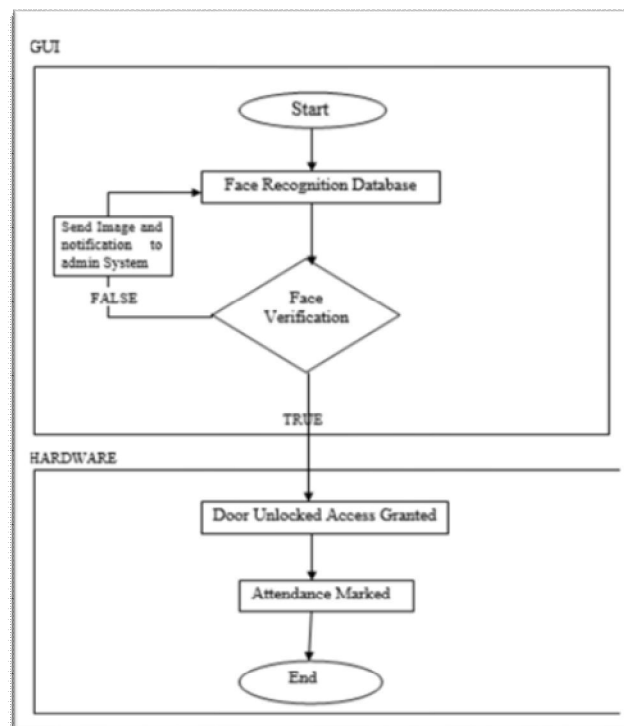 GUI
Start
Face Recognition Database
Send Image and
notification to
admin System
FALSE
Face
Verification
TRUE
HARDWARE
Door Unlocked Access Granted
Attendance Marked
End